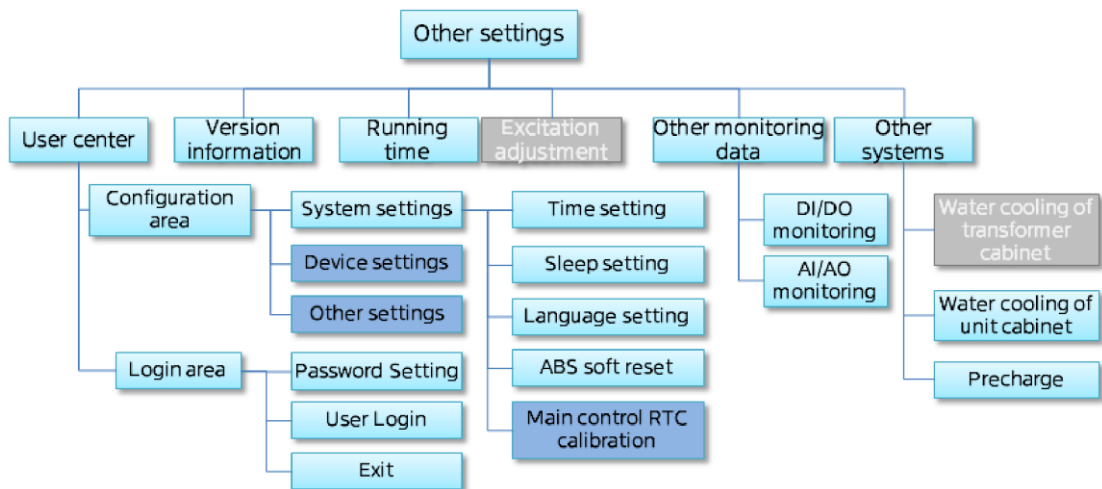 Other settings
User center
Version
information
Running
time
Excitation
adjustment
Other monitoring
data
Other
systems
Configuration
area
System settings
Device settings
Other settings
Time setting
Sleep setting
Language setting
ABS soft reset
Main control RTC
calibration
Login area
Password Setting
User Login
Exit
DI/DO
monitoring
AI/AO
monitoring
Water cooling of
transformer
cabinet
Water cooling of
unit cabinet
Precharge